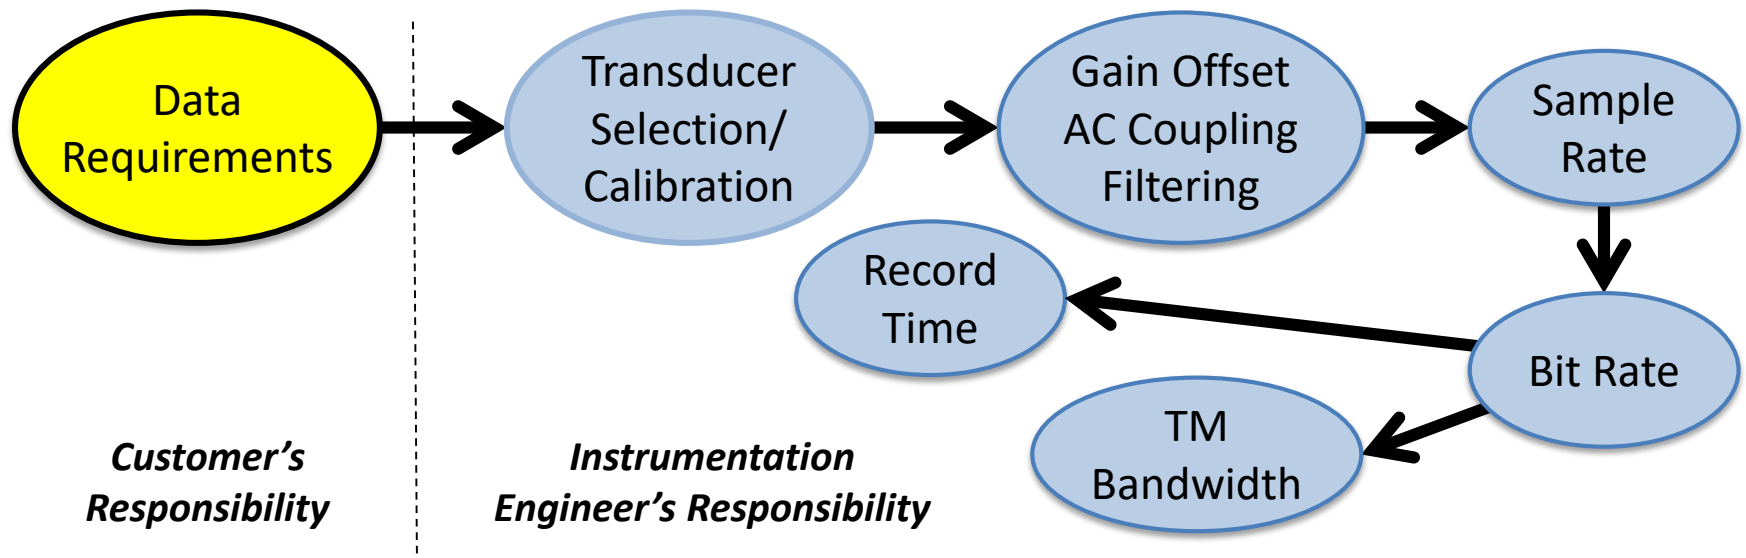 Data
Requirements
Transducer
Selection/
Calibration
Gain Offset
AC Coupling
Filtering
Sample
Rate
Record
Time
Bit Rate
TM
Bandwidth
Customer’s
Responsibility
Instrumentation
Engineer’s Responsibility